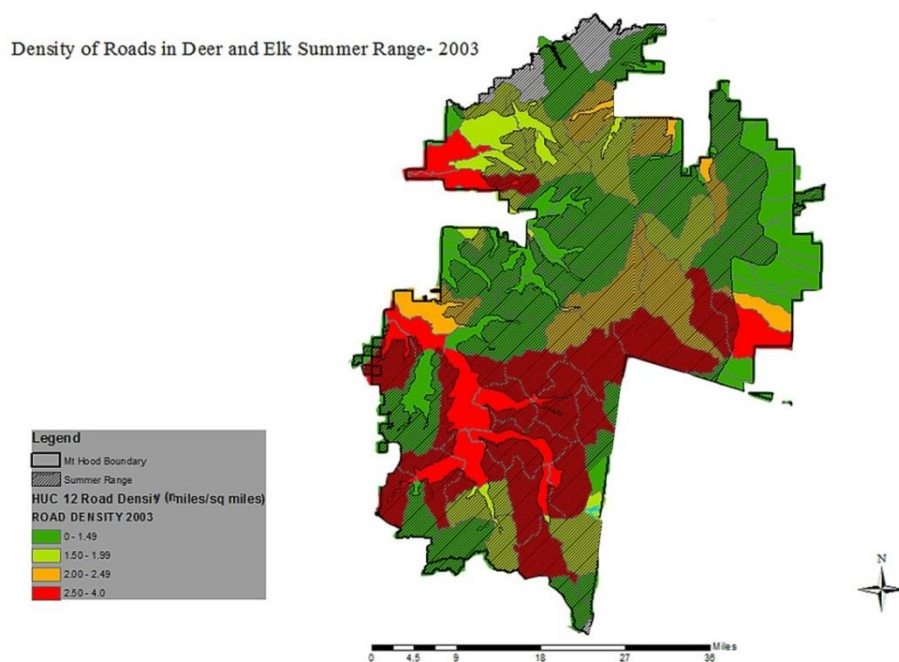 Density of Roads in Deer and Elk Summer Range- 2003
Legend
Mt Hood Boundary
Summer Range
HUC 12 Road Density (miles/sq miles)
ROAD DENSITY 2003
0 - 1.49
1.50 - 1.99
2.00 - 2.49
2.50 - 4.0
N
Miles
0 4.5 9 18 27 36